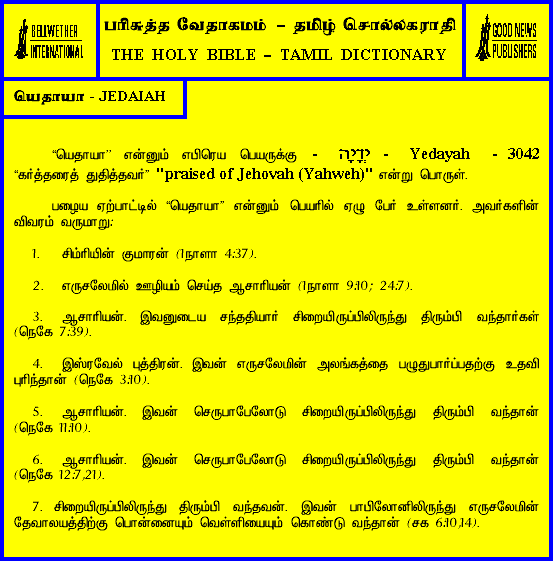 BELLWETHER
INTERNATIONAL
பரிசுத்த வேதாகமம் – தமிழ் சொல்லகராதி
THE HOLY BIBLE – TAMIL DICTIONARY
GOOD NEWS
PUBLISHERS
யெதாயா - JEDAIAH
“யெதாயா” என்னும் எபிரெய பெயருக்கு - יְדָיָה - Yedayah - 3042
“கர்த்தரைத் துதித்தவர்” "praised of Jehovah (Yahweh)" என்று பொருள்.
பழைய ஏற்பாட்டில் “யெதாயா” என்னும் பெயரில் ஏழு பேர் உள்ளனர். அவர்களின்
விவரம் வருமாறு:
1. சிம்ரியின் குமாரன் (1நாளா 4:37).
2. எருசலேமில் ஊழியம் செய்த ஆசாரியன் (1நாளா 9:10; 24:7).
3. ஆசாரியன். இவனுடைய சந்ததியார் சிறையிருப்பிலிருந்து திரும்பி வந்தார்கள்
(நெகே 7:39).
4. இஸ்ரவேல் புத்திரன். இவன் எருசலேமின் அலங்கத்தை பழுதுபார்ப்பதற்கு உதவி
புரிந்தான் (நெகே 3:10).
5. ஆசாரியன். இவன் செருபாபேலோடு சிறையிருப்பிலிருந்து திரும்பி வந்தான்
(நெகே 11:10).
6. ஆசாரியன். இவன் செருபாபேலோடு சிறையிருப்பிலிருந்து திரும்பி வந்தான்
(நெகே 12:7,21).
7. சிறையிருப்பிலிருந்து திரும்பி வந்தவன். இவன் பாபிலோனிலிருந்து எருசலேமின்
தேவாலயத்திற்கு பொன்னையும் வெள்ளியையும் கொண்டு வந்தான் (சக 6:10,14).